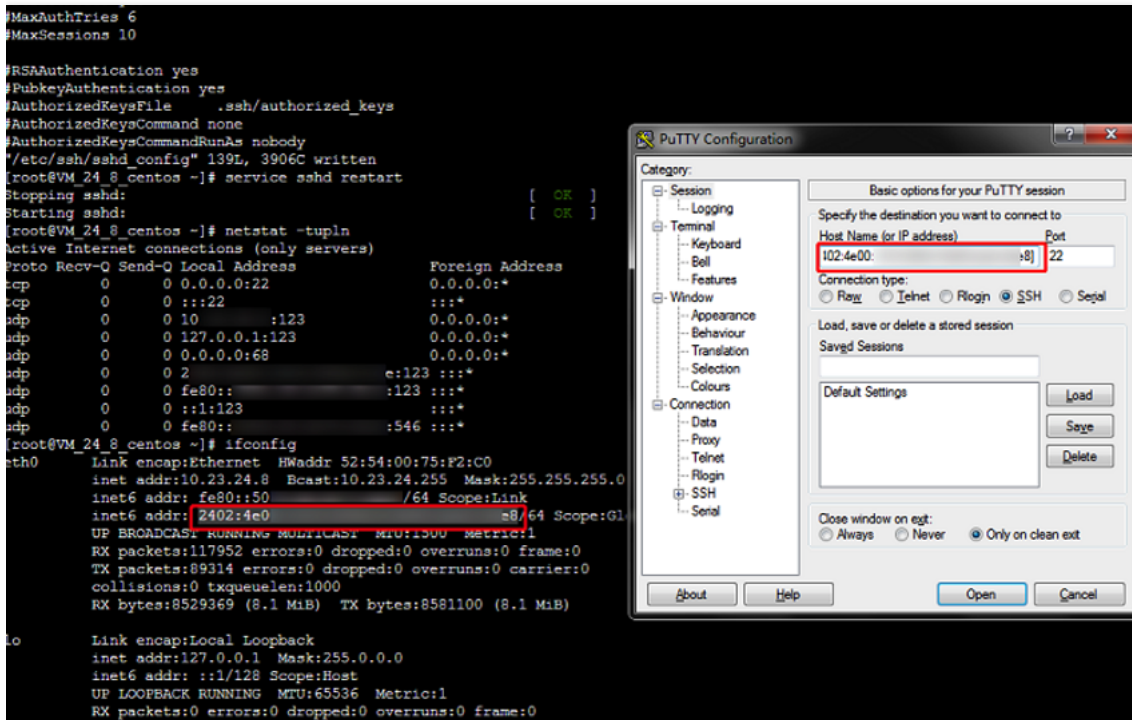 #MaxAuthTries 6
#MaxSessions 10
#RSAAuthentication yes
#PubkeyAuthentication yes
#AuthorizedKeysFile .ssh/authorized_keys
#AuthorizedKeysCommand none
#AuthorizedKeysCommandRunAs nobody
"/etc/ssh/sshd_config" 139L, 3906C written
[root@VM_24_8_centos ~]# service sshd restart
Stopping sshd: [ OK ]
Starting sshd: [ OK ]
[root@VM_24_8_centos ~]# netstat -tupln
Active Internet connections (only servers)
Proto Recv-Q Send-Q Local Address Foreign Address
tcp 0 0 0.0.0.0:22 0.0.0.0:*
tcp 0 0 :::22 :::*
udp 0 0 10 :123 0.0.0.0:*
udp 0 0 127.0.0.1:123 0.0.0.0:*
udp 0 0 0.0.0.0:68 0.0.0.0:*
udp 0 0 2 e:123 :::*
udp 0 0 fe80:: :123 :::*
udp 0 0 ::1:123 :::*
udp 0 0 fe80:: :546 :::*
[root@VM_24_8_centos ~]# ifconfig
eth0 Link encap:Ethernet HWaddr 52:54:00:75:F2:C0
inet addr:10.23.24.8 Bcast:10.23.24.255 Mask:255.255.255.0
inet6 addr: fe80::50 /64 Scope:Link
inet6 addr: 2402:4e0 e8/64 Scope:Gl
UP BROADCAST RUNNING MULTICAST MTU:1500 Metric:1
RX packets:117952 errors:0 dropped:0 overruns:0 frame:0
TX packets:89314 errors:0 dropped:0 overruns:0 carrier:0
collisions:0 txqueuelen:1000
RX bytes:8529369 (8.1 MiB) TX bytes:8581100 (8.1 MiB)
lo Link encap:Local Loopback
inet addr:127.0.0.1 Mask:255.0.0.0
inet6 addr: ::1/128 Scope:Host
UP LOOPBACK RUNNING MTU:65536 Metric:1
RX packets:0 errors:0 dropped:0 overruns:0 frame:0
PuTTY Configuration
Category:
Session
Logging
Terminal
Keyboard
Bell
Features
Window
Appearance
Behaviour
Translation
Selection
Colours
Connection
Data
Proxy
Telnet
Rlogin
SSH
Serial
Basic options for your PuTTY session
Specify the destination you want to connect to
Host Name (or IP address) Port
402:4e00: e8] 22
Connection type:
Raw Telnet Rlogin SSH Serial
Load, save or delete a stored session
Saved Sessions
Default Settings
Load
Save
Delete
Close window on exit:
Always Never Only on clean exit
About Help Open Cancel